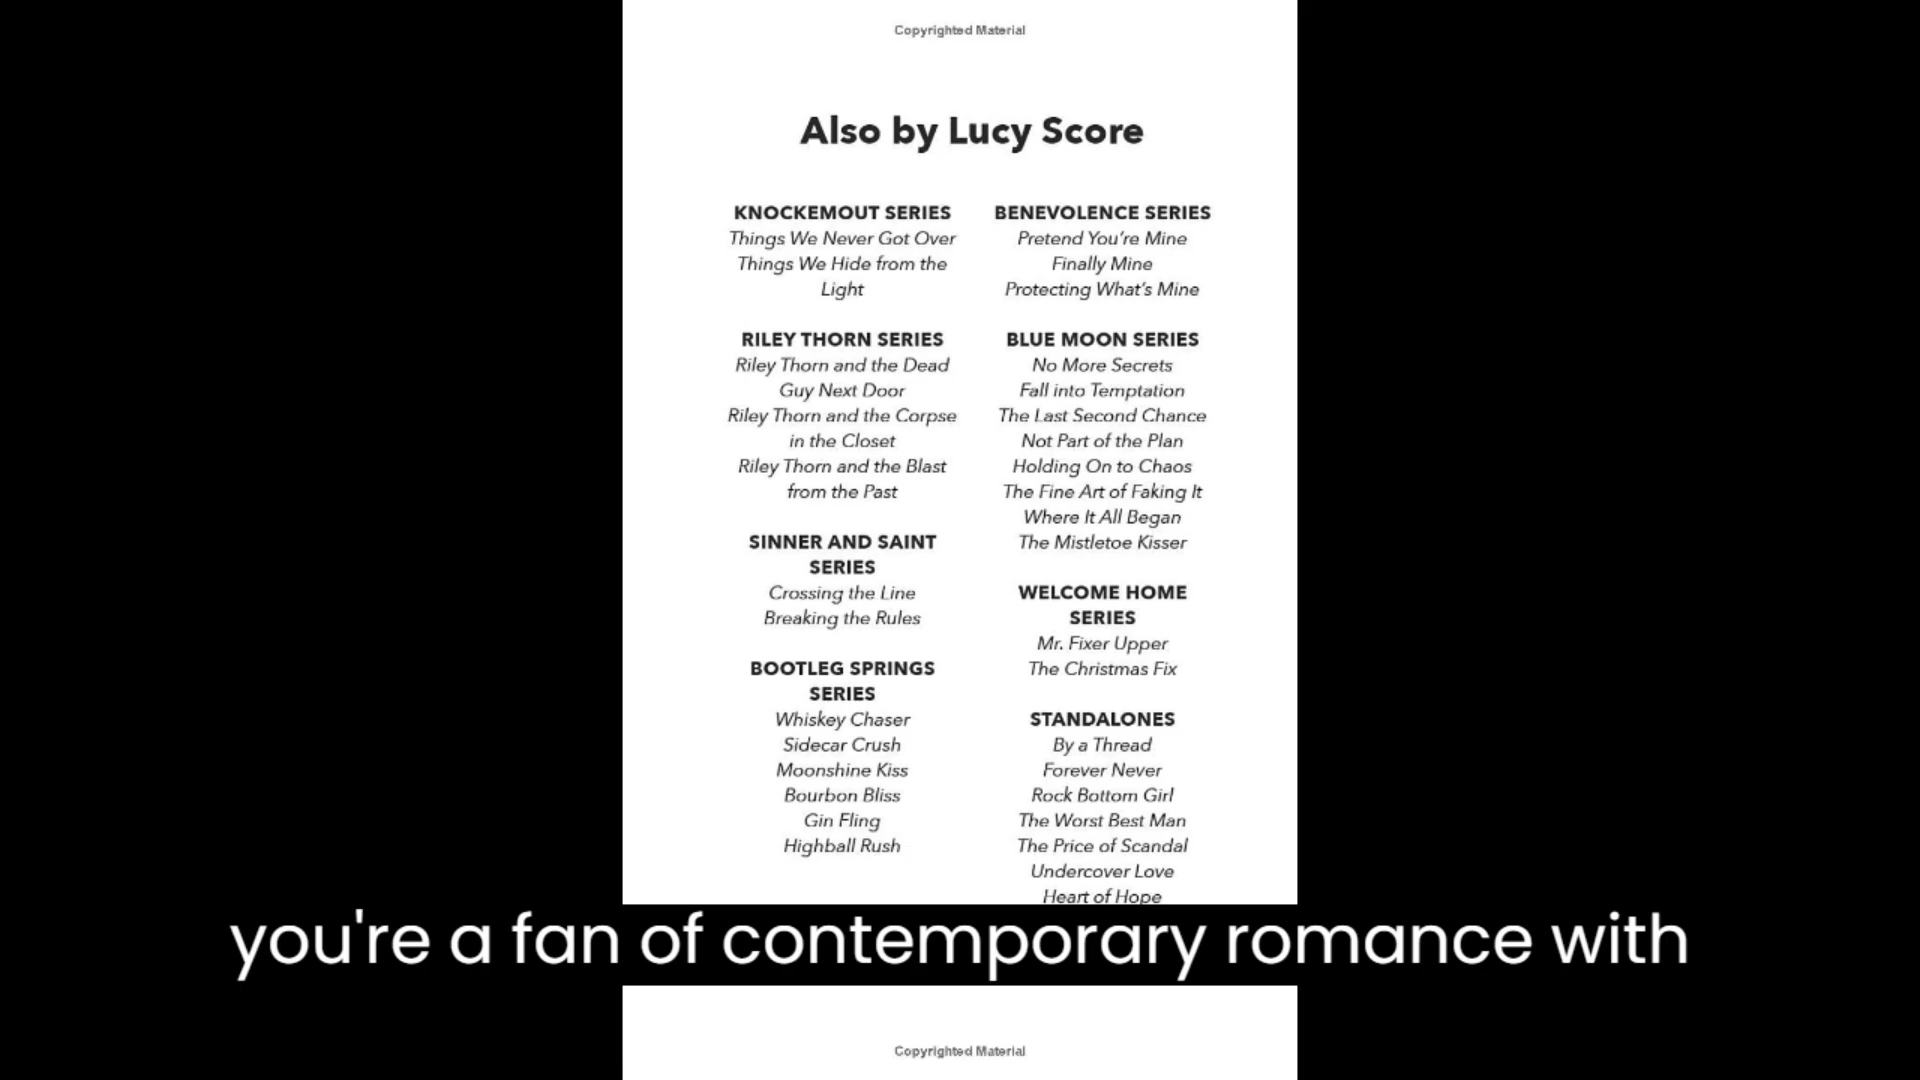 Copyrighted Material
Also by Lucy Score
KNOCKEMOUT SERIES
Things We Never Got Over
Things We Hide from the
Light
RILEY THORN SERIES
Riley Thorn and the Dead
Guy Next Door
Riley Thorn and the Corpse
in the Closet
Riley Thorn and the Blast
from the Past
SINNER AND SAINT
SERIES
Crossing the Line
Breaking the Rules
BOOTLEG SPRINGS
SERIES
Whiskey Chaser
Sidecar Crush
Moonshine Kiss
Bourbon Bliss
Gin Fling
Highball Rush
BENEVOLENCE SERIES
Pretend You're Mine
Finally Mine
Protecting What's Mine
BLUE MOON SERIES
No More Secrets
Fall into Temptation
The Last Second Chance
Not Part of the Plan
Holding On to Chaos
The Fine Art of Faking It
Where It All Began
The Mistletoe Kisser
WELCOME HOME
SERIES
Mr. Fixer Upper
The Christmas Fix
STANDALONES
By a Thread
Forever Never
Rock Bottom Girl
The Worst Best Man
The Price of Scandal
Undercover Love
Heart of Hope
you're a fan of contemporary romance with
Copyrighted Material